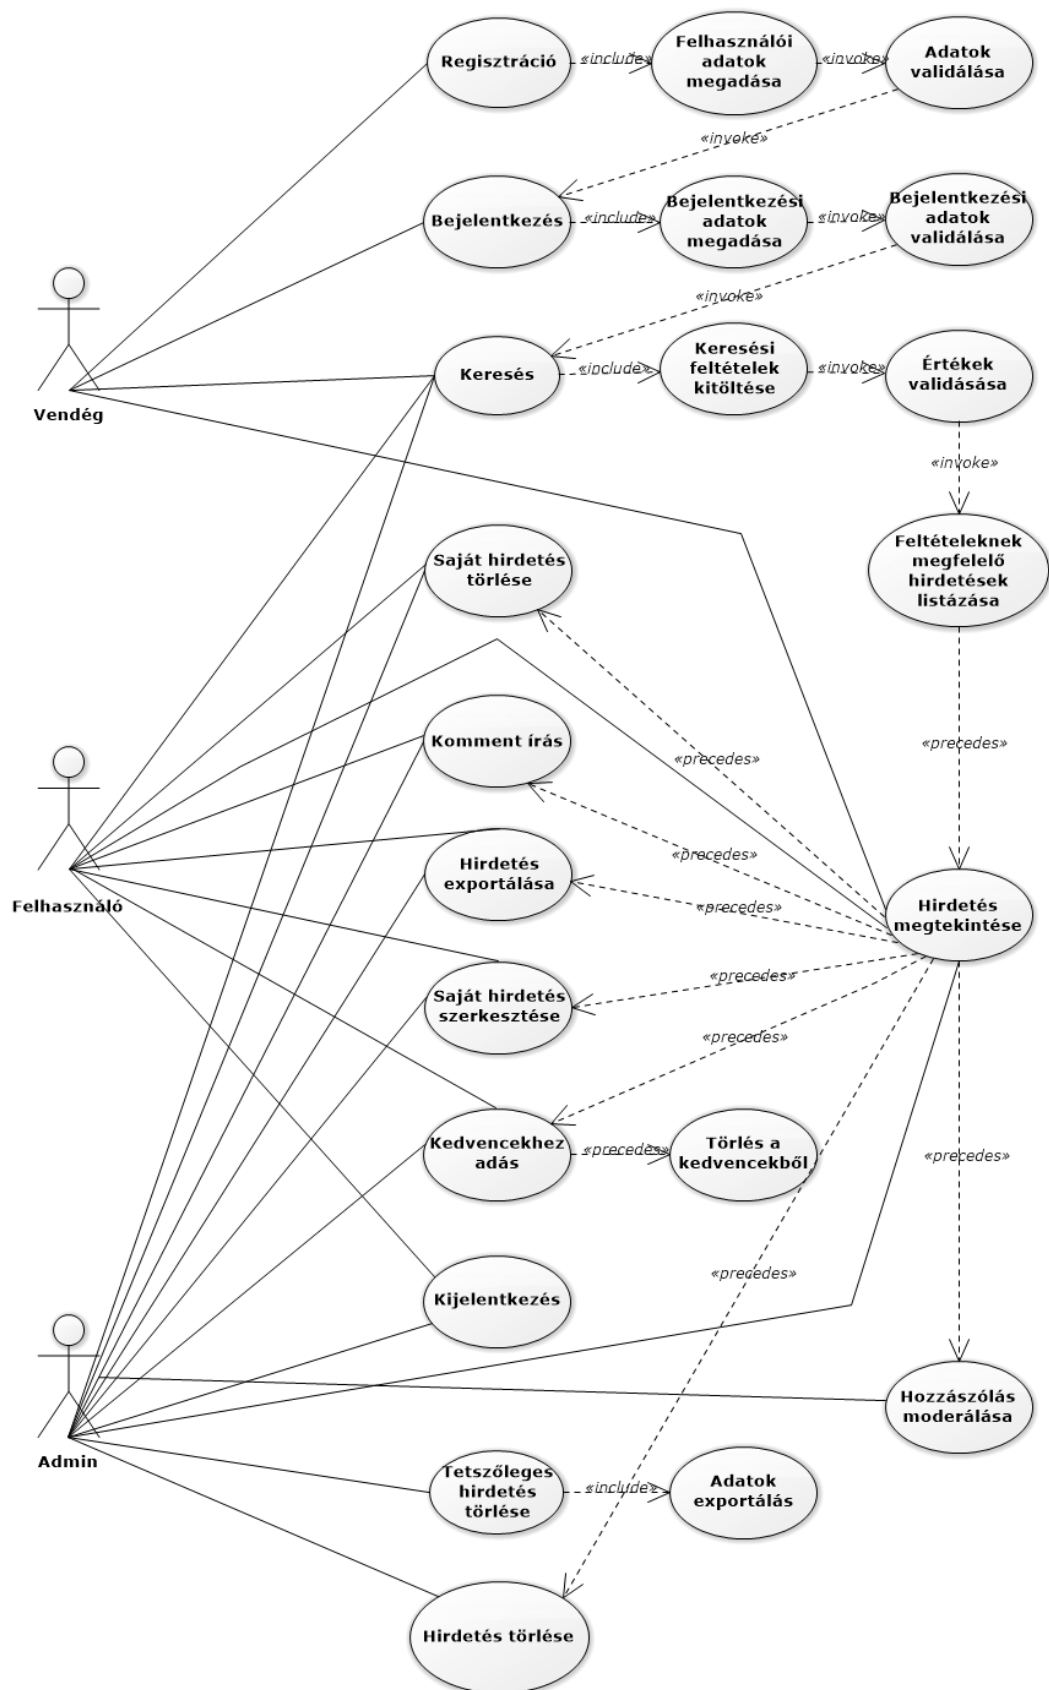 Regisztráció
«include»
Felhasználói
adatok
megadása
«invoke»
Adatok
validálása
«invoke»
Bejelentkezés
«include»
Bejelentkezési
adatok
megadása
«invoke»
Bejelentkezési
adatok
validálása
«invoke»
Keresés
«include»
Keresési
feltételek
kitöltése
«invoke»
Értékek
validásása
Vendég
«invoke»
Saját hirdetés
törlése
Feltételeknek
megfelelő
hirdetések
listázása
Komment írás
«precedes»
«precedes»
«precedes»
Hirdetés
exportálása
«precedes»
Felhasználó
Hirdetés
megtekintése
Saját hirdetés
szerkesztése
«precedes»
«precedes»
Kedvencekhez
adás
«precedes»
Törlés a
kedvencekből
«precedes»
«precedes»
Kijelentkezés
Hozzászólás
moderálása
Admin
Tetszőleges
hirdetés
törlése
«include»
Adatok
exportálás
Hirdetés törlése